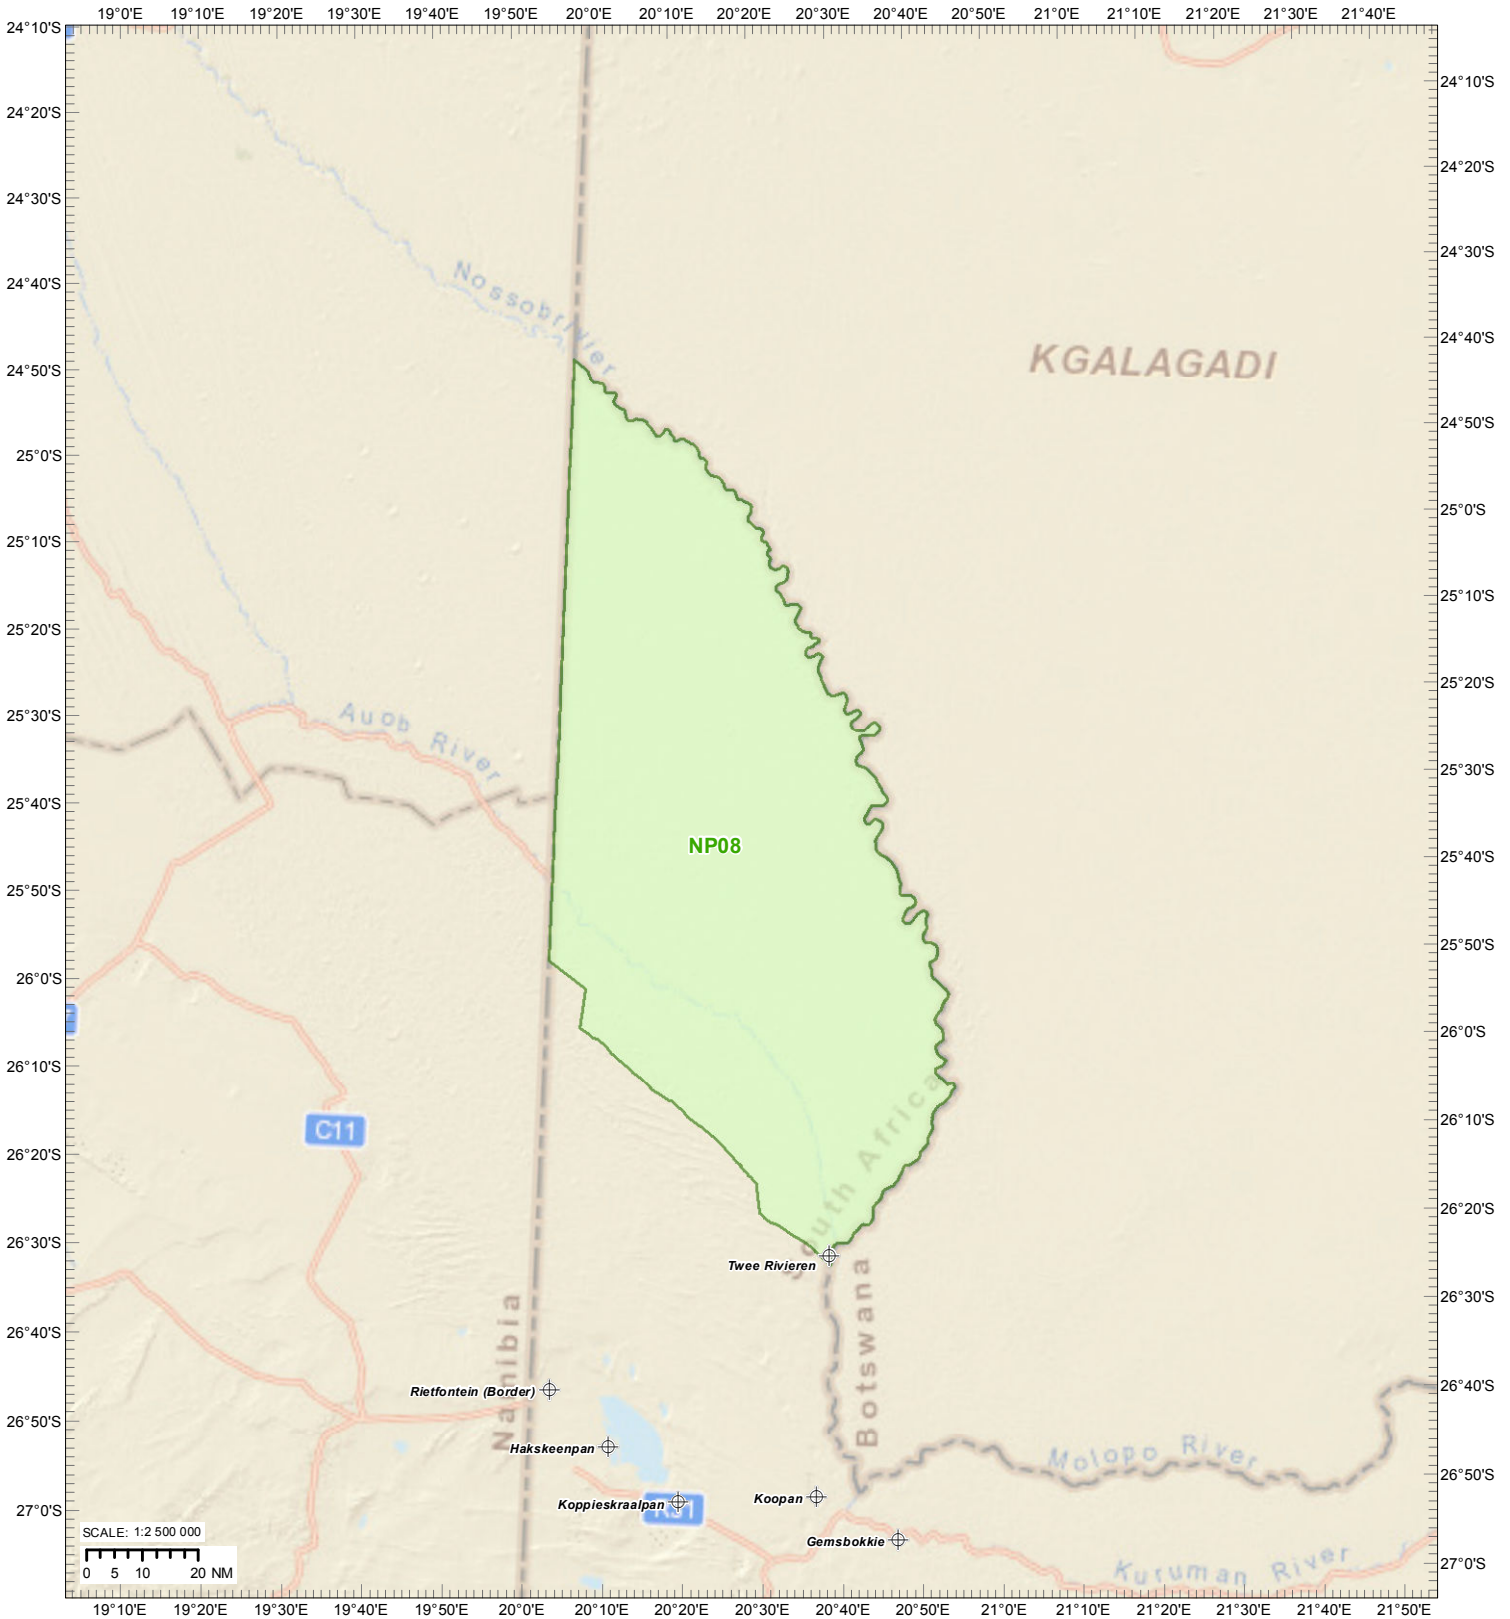 19°0'E 19°10'E 19°20'E 19°30'E 19°40'E 19°50'E 20°0'E 20°10'E 20°20'E 20°30'E 20°40'E 20°50'E 21°0'E 21°10'E 21°20'E 21°30'E 21°40'E
24°10'S
24°10'S
24°20'S
24°20'S
24°30'S
24°30'S
Nossobrivier
24°40'S
24°40'S
KGALAGADI
24°50'S
24°50'S
25°0'S
25°0'S
25°10'S
25°10'S
25°20'S
25°20'S
25°30'S
Auob River
25°30'S
25°40'S
NP08
25°40'S
25°50'S
25°50'S
26°0'S
26°0'S
26°10'S
South Africa
26°10'S
C11
26°20'S
26°20'S
26°30'S
Twee Rivieren
26°30'S
Namibia
Botswana
26°40'S
26°40'S
Rietfontein (Border)
26°50'S
Hakskeenpan
Molopo River
26°50'S
Koopan
Koppieskraalpan
R31
27°0'S
Gemsbokkie
27°0'S
Kuruman River
SCALE: 1:2 500 000
0 5 10 20 NM
19°10'E 19°20'E 19°30'E 19°40'E 19°50'E 20°0'E 20°10'E 20°20'E 20°30'E 20°40'E 20°50'E 21°0'E 21°10'E 21°20'E 21°30'E 21°40'E 21°50'E